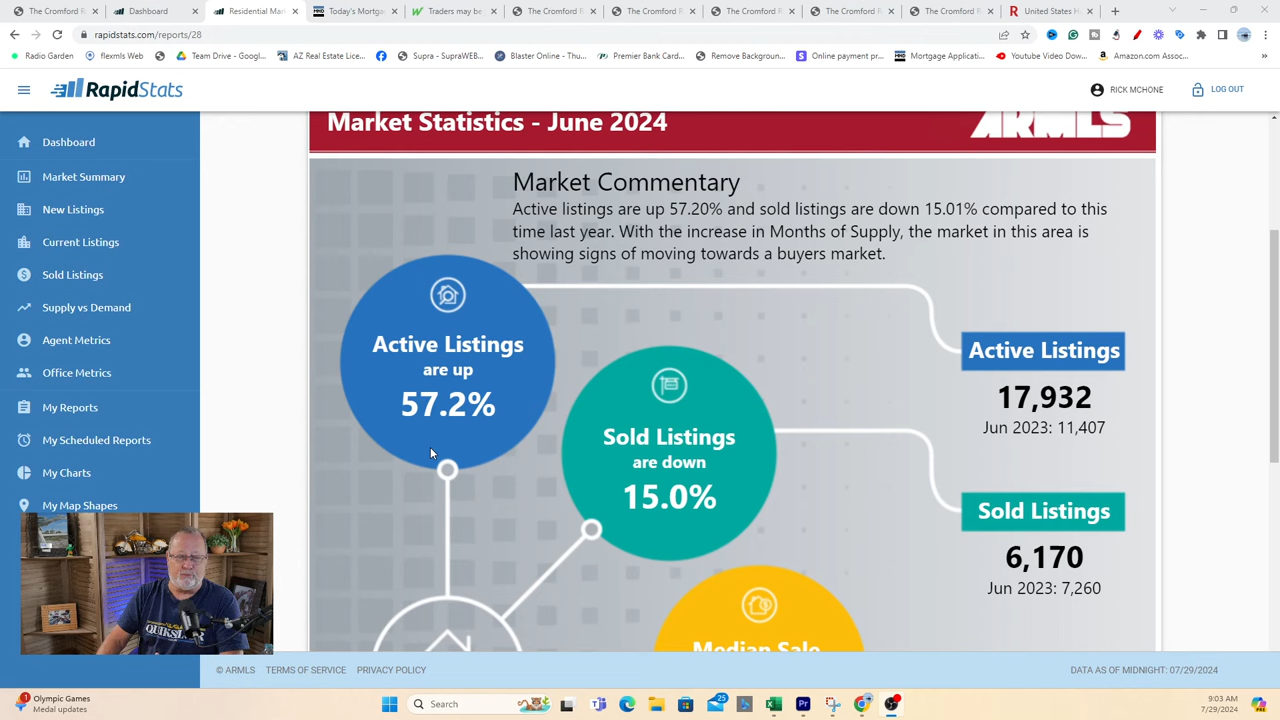 The Cromford R
Dashboard
Residential Mar
Today's Mortga
Traders may be
The Cromford R
The Cromford R
The Cromford R
The Cromford R
The Cromford R
United States H
rapidstats.com/reports/28
Radio Garden
flexmls Web
Team Drive - Googl...
AZ Real Estate Lice...
Supra - SupraWEB...
Blaster Online - Thu...
Premier Bank Card...
Remove Backgroun...
Online payment pr...
Mortgage Applicati...
Youtube Video Dow...
Amazon.com Assoc...
RapidStats
RICK MCHONE
LOG OUT
Dashboard
Market Summary
New Listings
Current Listings
Sold Listings
Supply vs Demand
Agent Metrics
Office Metrics
My Reports
My Scheduled Reports
My Charts
My Map Shapes
Market Statistics - June 2024
ARMLS
Market Commentary
Active listings are up 57.20% and sold listings are down 15.01% compared to this
time last year. With the increase in Months of Supply, the market in this area is
showing signs of moving towards a buyers market.
Active Listings
are up
57.2%
Sold Listings
are down
15.0%
Median Sale
Active Listings
17,932
Jun 2023: 11,407
Sold Listings
6,170
Jun 2023: 7,260
QUIKSILVER
© ARMLS
TERMS OF SERVICE
PRIVACY POLICY
DATA AS OF MIDNIGHT: 07/29/2024
1
Olympic Games
Medal updates
Search
25
9:03 AM
7/29/2024